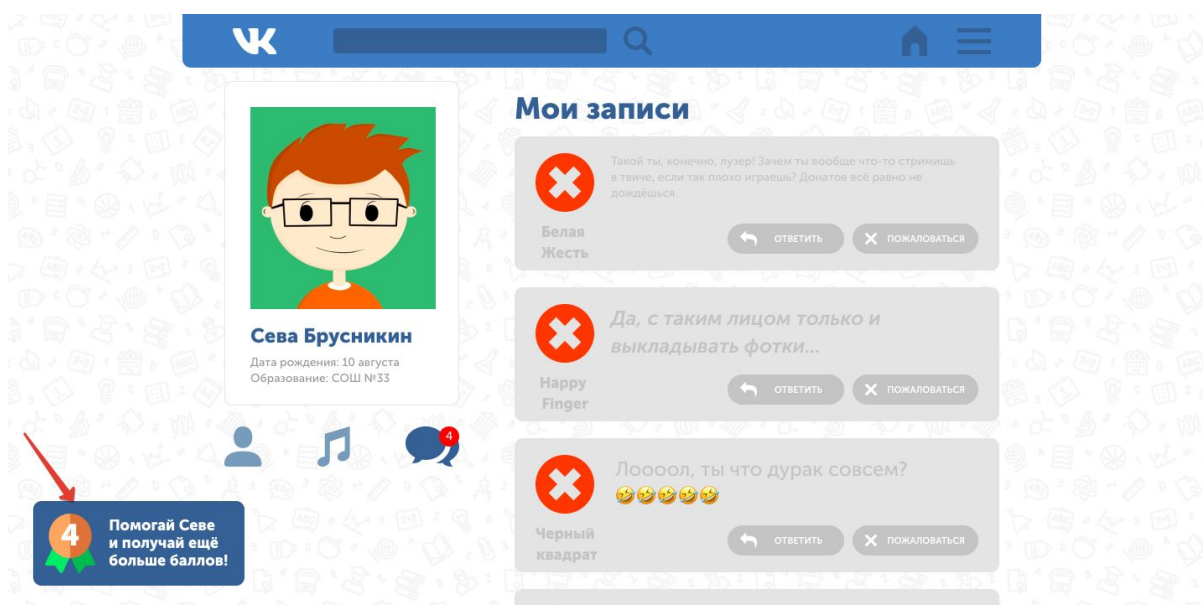 Мои записи
Такой ты, конечно, лузер! Зачем ты вообще что-то стримишь
в твиче, если так плохо играешь? Донатов всё равно не
дождёшься.
Белая
Жесть
ОТВЕТИТЬ
ПОЖАЛОВАТЬСЯ
Да, с таким лицом только и
выкладывать фотки...
Happy
Finger
ОТВЕТИТЬ
ПОЖАЛОВАТЬСЯ
Лоооол, ты что дурак совсем?
Черный
квадрат
ОТВЕТИТЬ
ПОЖАЛОВАТЬСЯ
Сева Брусникин
Дата рождения: 10 августа
Образование: СОШ №33
4
4
Помогай Севе
и получай ещё
больше баллов!